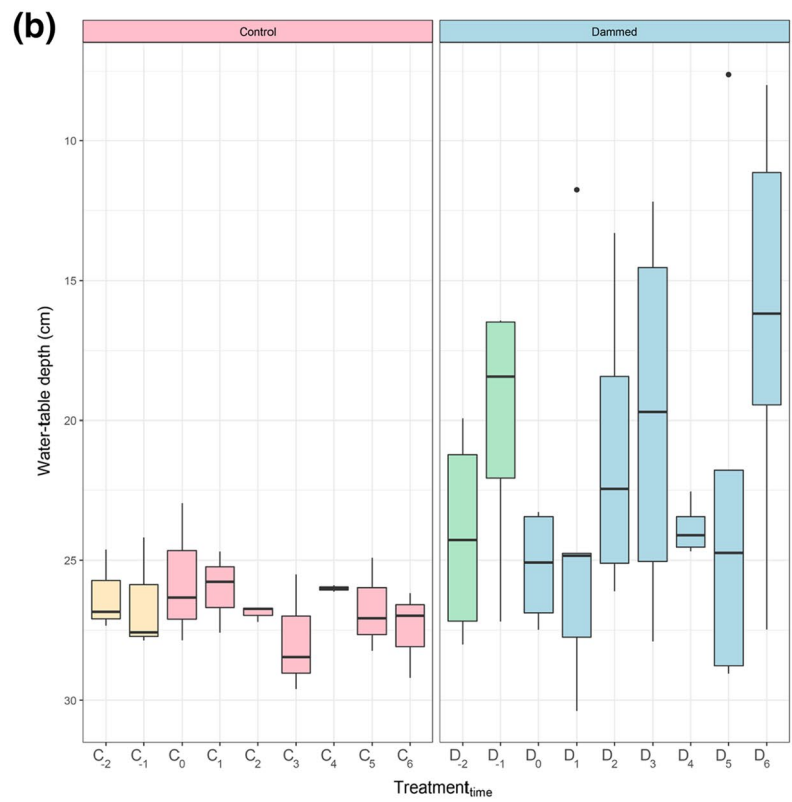 (b)
Control Dammed
Water-table depth (cm)
10
15
20
25
30
C-2 C-1 C0 C1 C2 C3 C4 C5 C6 D-2 D-1 D0 D1 D2 D3 D4 D5 D6
Treatmenttime